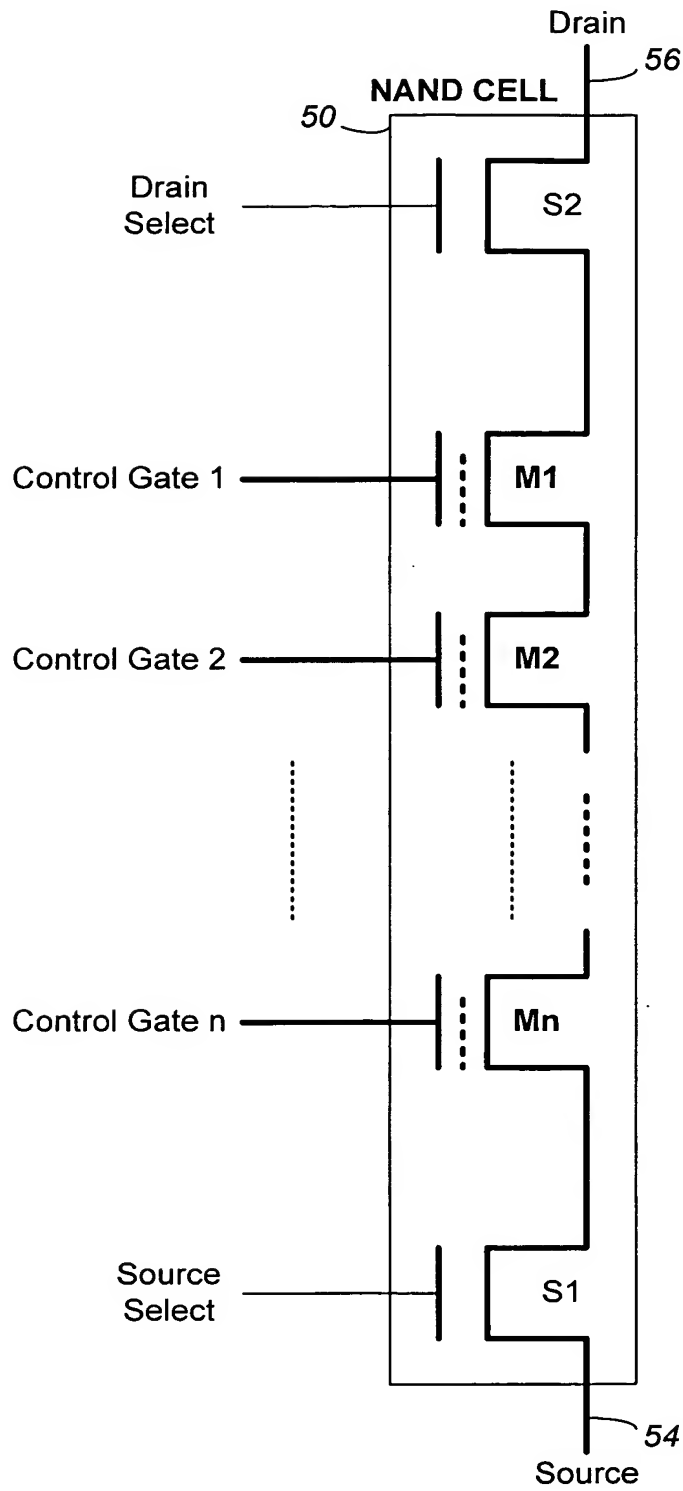 Drain
56
NAND CELL
50
Drain
Select
S2
Control Gate 1
M1
Control Gate 2
M2
Control Gate n
Mn
Source
Select
S1
54
Source